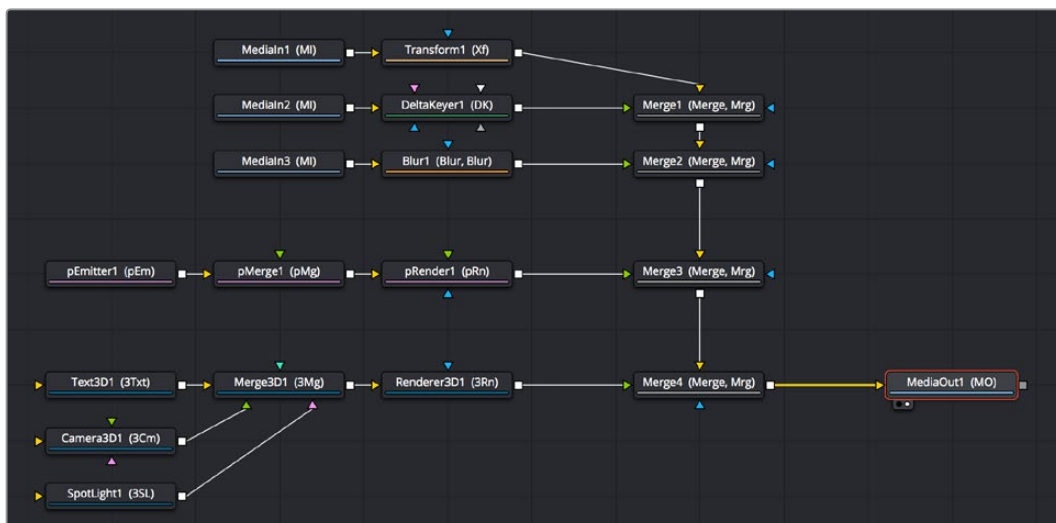 MediaIn1 (MI)
Transform1 (Xf)
MediaIn2 (MI)
DeltaKeyer1 (DK)
Merge1 (Merge, Mrg)
MediaIn3 (MI)
Blur1 (Blur, Blur)
Merge2 (Merge, Mrg)
pEmitter1 (pEm)
pMerge1 (pMg)
pRender1 (pRn)
Merge3 (Merge, Mrg)
Text3D1 (3Txt)
Merge3D1 (3Mg)
Renderer3D1 (3Rn)
Merge4 (Merge, Mrg)
MediaOut1 (MO)
Camera3D1 (3Cm)
SpotLight1 (3SL)